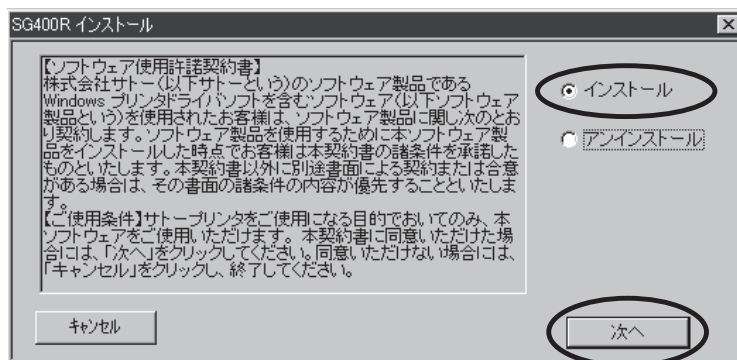 SG400R インストール
【ソフトウェア使用許諾契約書】
株式会社サトー(以下サトーという)のソフトウェア製品である
Windows プリンタドライバソフトを含むソフトウェア(以下ソフトウェア
製品という)を使用されたお客様は、ソフトウェア製品に関し次のとお
り契約します。ソフトウェア製品を使用するために本ソフトウェア製
品をインストールした時点でお客様は本契約書の諸条件を承諾した
ものといたします。本契約書以外に別途書面による契約または合意
がある場合は、その書面の諸条件の内容が優先することといたしま
す。
【ご使用条件】サトープリンタをご使用になる目的でおいてのみ、本
ソフトウェアをご使用いただけます。本契約書に同意いただけた場
合には、「次へ」をクリックしてください。同意いただけない場合には、
「キャンセル」をクリックし、終了してください。
インストール
アンインストール
キャンセル
次へ